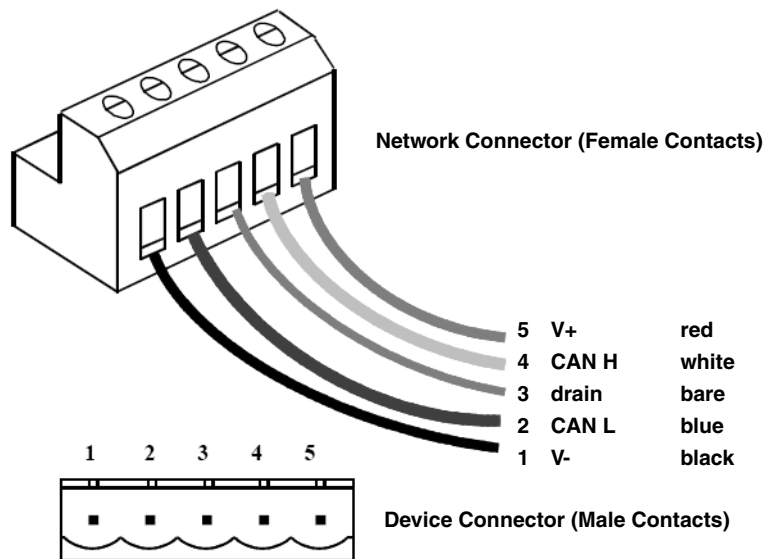 Network Connector (Female Contacts)
5 V+ red
4 CAN H white
3 drain bare
2 CAN L blue
1 V- black
1 2 3 4 5
Device Connector (Male Contacts)